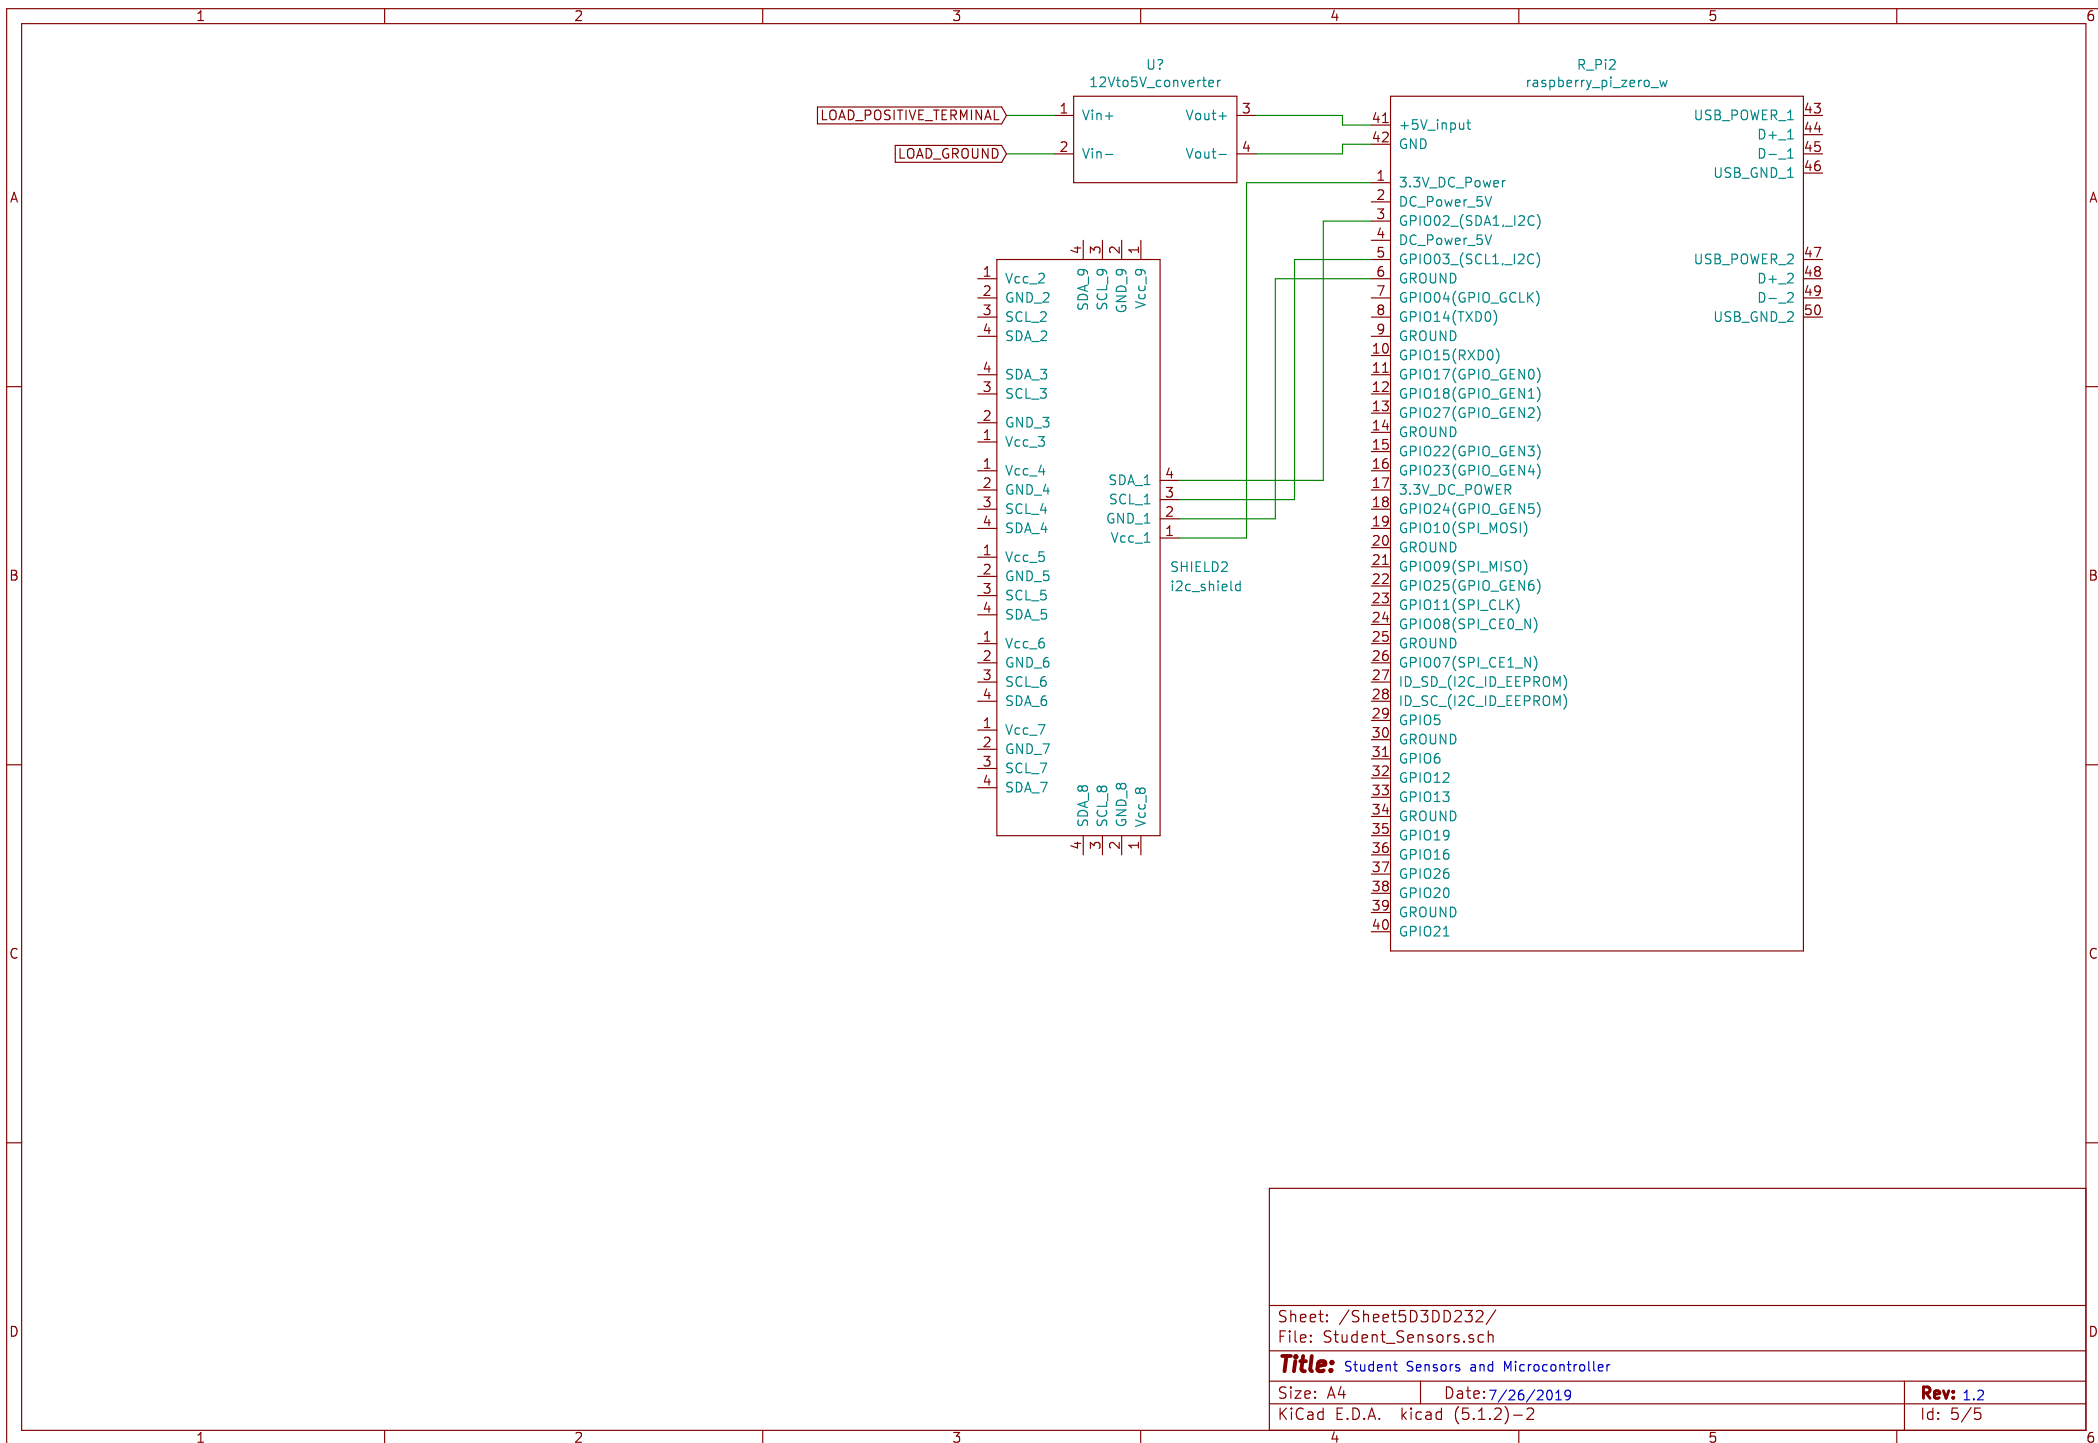 1 2 3 4 5 6
U?
12Vto5V_converter
LOAD_POSITIVE_TERMINAL
LOAD_GROUND
1 Vin+ Vout+ 3
2 Vin- Vout- 4
R_Pi2
raspberry_pi_zero_w
41 +5V_input
42 GND
1 3.3V_DC_Power
2 DC_Power_5V
3 GPIO02_(SDA1,_I2C)
4 DC_Power_5V
5 GPIO03_(SCL1,_I2C)
6 GROUND
7 GPIO04(GPIO_GCLK)
8 GPIO14(TXD0)
9 GROUND
10 GPIO15(RXD0)
11 GPIO17(GPIO_GEN0)
12 GPIO18(GPIO_GEN1)
13 GPIO27(GPIO_GEN2)
14 GROUND
15 GPIO22(GPIO_GEN3)
16 GPIO23(GPIO_GEN4)
17 3.3V_DC_POWER
18 GPIO24(GPIO_GEN5)
19 GPIO10(SPI_MOSI)
20 GROUND
21 GPIO09(SPI_MISO)
22 GPIO25(GPIO_GEN6)
23 GPIO11(SPI_CLK)
24 GPIO08(SPI_CE0_N)
25 GROUND
26 GPIO07(SPI_CE1_N)
27 ID_SD_(I2C_ID_EEPROM)
28 ID_SC_(I2C_ID_EEPROM)
29 GPIO5
30 GROUND
31 GPIO6
32 GPIO12
33 GPIO13
34 GROUND
35 GPIO19
36 GPIO16
37 GPIO26
38 GPIO20
39 GROUND
40 GPIO21
USB_POWER_1 43
D+_1 44
D-_1 45
USB_GND_1 46
USB_POWER_2 47
D+_2 48
D-_2 49
USB_GND_2 50
4 SDA_9
3 SCL_9
2 GND_9
1 Vcc_9
1 Vcc_2
2 GND_2
3 SCL_2
4 SDA_2
4 SDA_3
3 SCL_3
2 GND_3
1 Vcc_3
1 Vcc_4
2 GND_4
3 SCL_4
4 SDA_4
1 Vcc_5
2 GND_5
3 SCL_5
4 SDA_5
1 Vcc_6
2 GND_6
3 SCL_6
4 SDA_6
1 Vcc_7
2 GND_7
3 SCL_7
4 SDA_7
SDA_8 4
SCL_8 3
GND_8 2
Vcc_8 1
SDA_1 4
SCL_1 3
GND_1 2
Vcc_1 1
SHIELD2
i2c_shield
A A
B B
C C
D D
Sheet: /Sheet5D3DD232/
File: Student_Sensors.sch
Title: Student Sensors and Microcontroller
Size: A4 Date: 7/26/2019 Rev: 1.2
KiCad E.D.A. kicad (5.1.2)-2 Id: 5/5
1 2 3 4 5 6